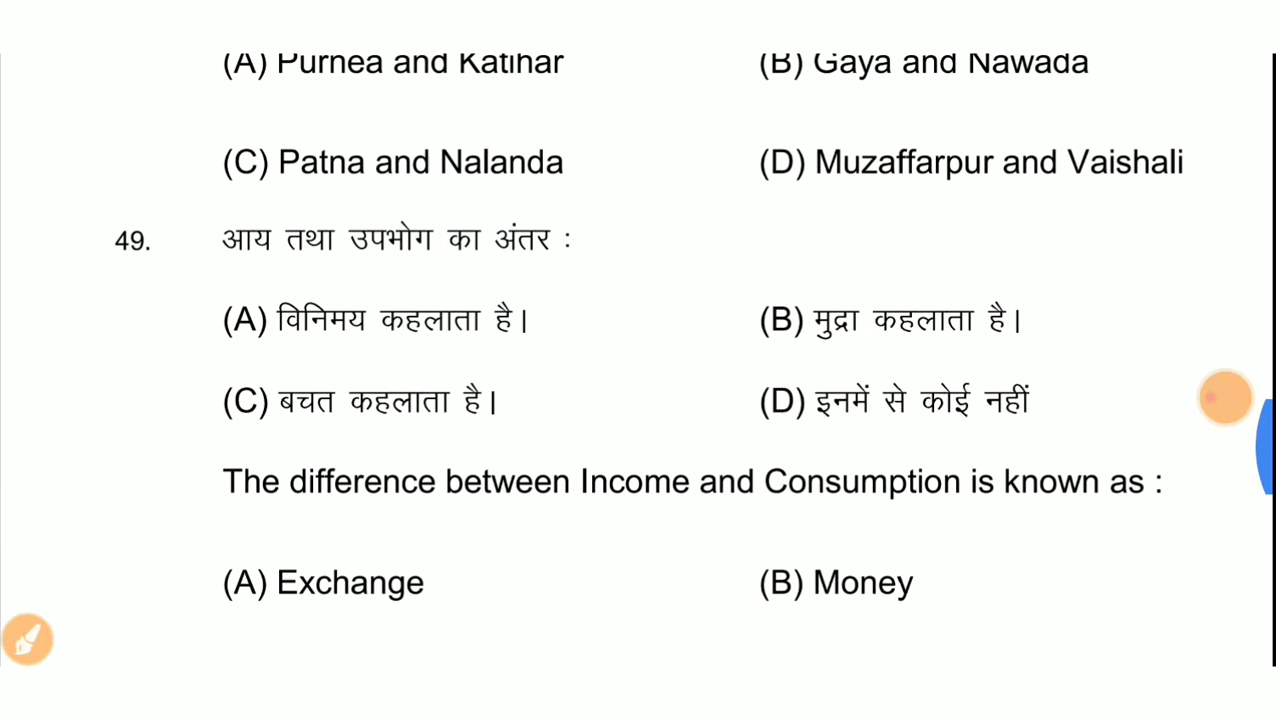 (A) Purnea and Katihar (B) Gaya and Nawada
(C) Patna and Nalanda (D) Muzaffarpur and Vaishali
49. आय तथा उपभोग का अंतर :
(A) विनिमय कहलाता है। (B) मुद्रा कहलाता है।
(C) बचत कहलाता है। (D) इनमें से कोई नहीं
The difference between Income and Consumption is known as :
(A) Exchange (B) Money